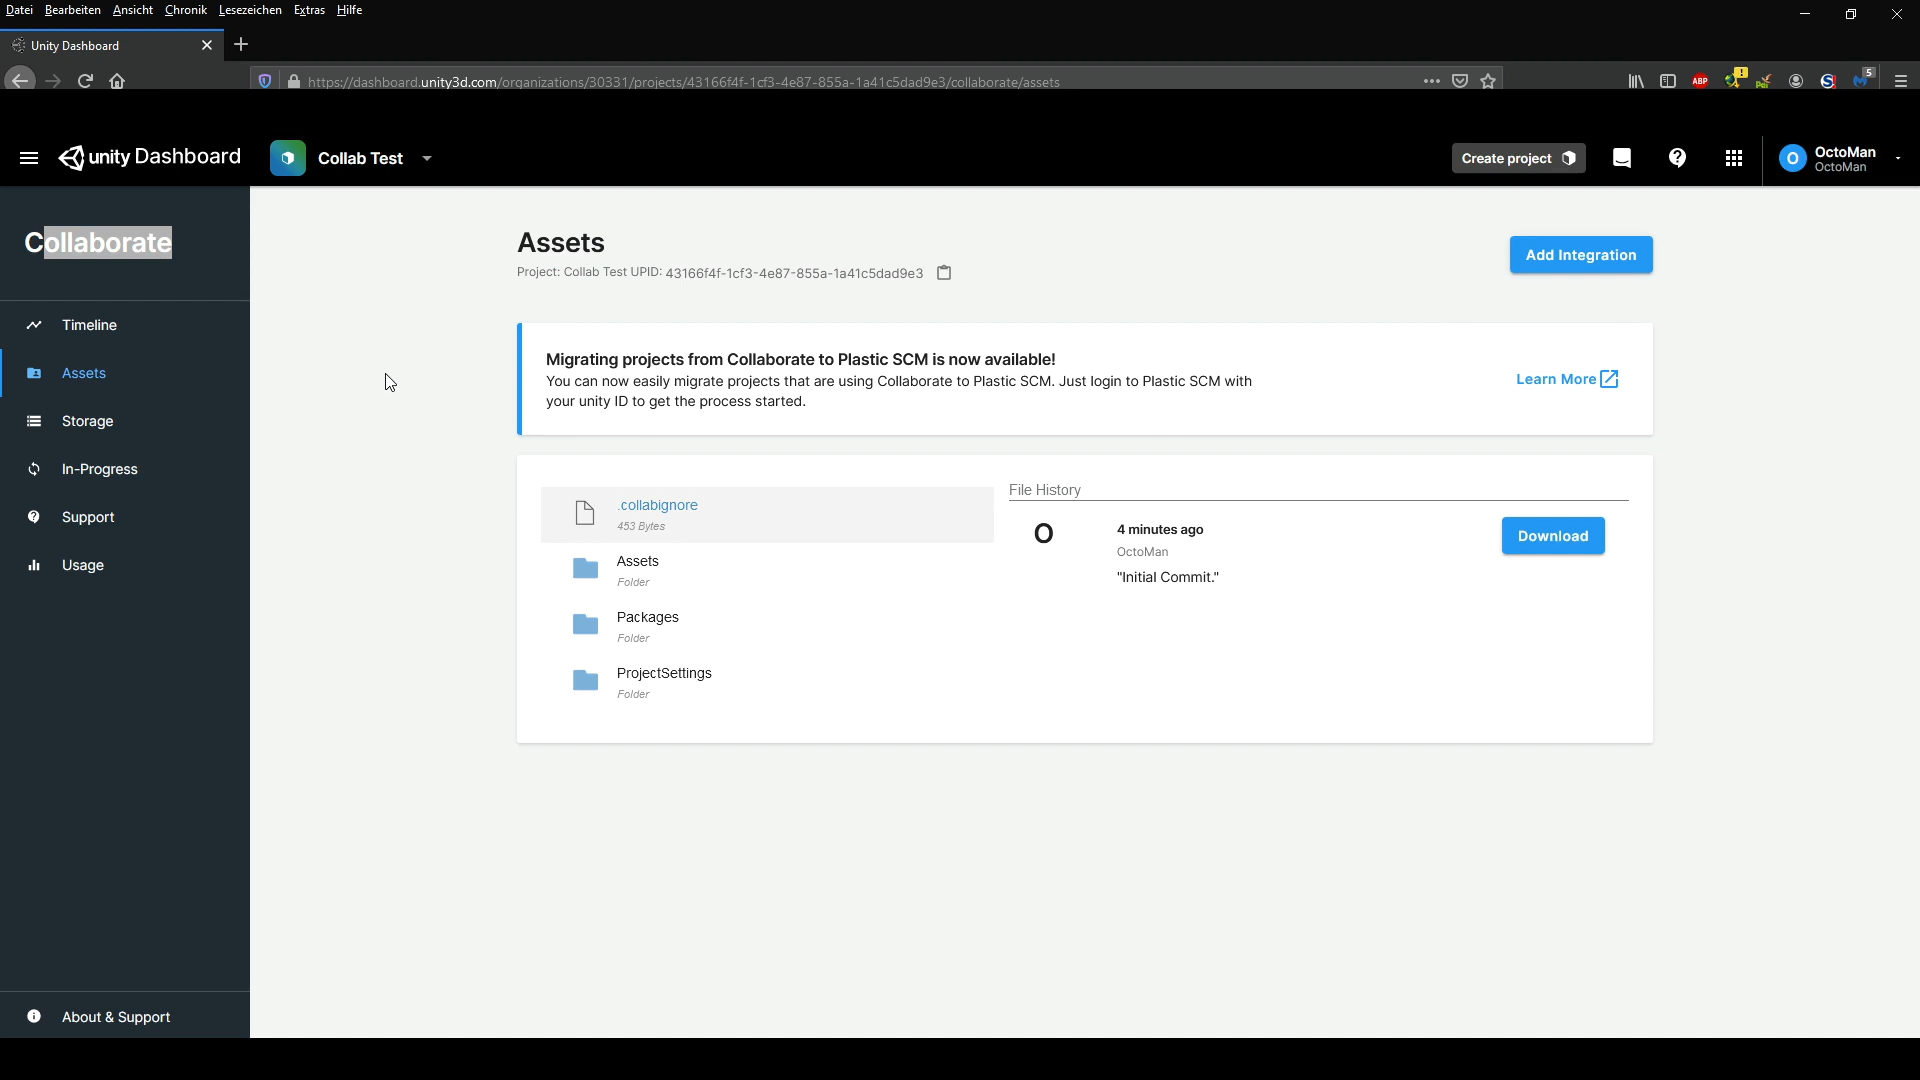 Datei Bearbeiten Ansicht Chronik Lesezeichen Extras Hilfe
Unity Dashboard
https://dashboard.unity3d.com/organizations/30331/projects/43166f4f-1cf3-4e87-855a-1a41c5dad9e3/collaborate/assets
ABP
!
5
unity Dashboard
Collab Test
Create project
O
OctoMan
OctoMan
Collaborate
Timeline
Assets
Storage
In-Progress
Support
Usage
About & Support
Assets
Project: Collab Test UPID: 43166f4f-1cf3-4e87-855a-1a41c5dad9e3
Add Integration
Migrating projects from Collaborate to Plastic SCM is now available!
You can now easily migrate projects that are using Collaborate to Plastic SCM. Just login to Plastic SCM with
your unity ID to get the process started.
Learn More
.collabignore
453 Bytes
Assets
Folder
Packages
Folder
ProjectSettings
Folder
File History
O
4 minutes ago
OctoMan
"Initial Commit."
Download